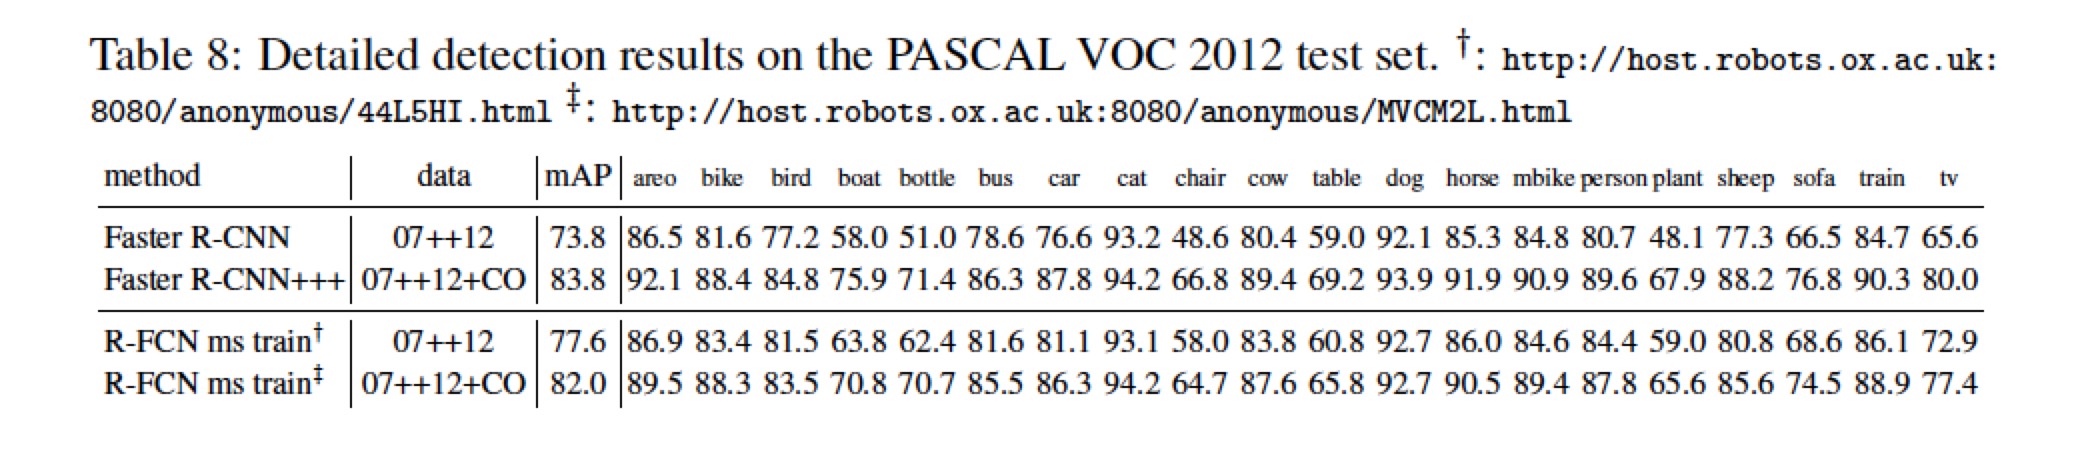 Table 8: Detailed detection results on the PASCAL VOC 2012 test set. †: http://host.robots.ox.ac.uk:
8080/anonymous/44L5HI.html ‡: http://host.robots.ox.ac.uk:8080/anonymous/MVCM2L.html
method data mAP areo bike bird boat bottle bus car cat chair cow table dog horse mbike person plant sheep sofa train tv
Faster R-CNN 07++12 73.8 86.5 81.6 77.2 58.0 51.0 78.6 76.6 93.2 48.6 80.4 59.0 92.1 85.3 84.8 80.7 48.1 77.3 66.5 84.7 65.6
Faster R-CNN+++ 07++12+CO 83.8 92.1 88.4 84.8 75.9 71.4 86.3 87.8 94.2 66.8 89.4 69.2 93.9 91.9 90.9 89.6 67.9 88.2 76.8 90.3 80.0
R-FCN ms train† 07++12 77.6 86.9 83.4 81.5 63.8 62.4 81.6 81.1 93.1 58.0 83.8 60.8 92.7 86.0 84.6 84.4 59.0 80.8 68.6 86.1 72.9
R-FCN ms train‡ 07++12+CO 82.0 89.5 88.3 83.5 70.8 70.7 85.5 86.3 94.2 64.7 87.6 65.8 92.7 90.5 89.4 87.8 65.6 85.6 74.5 88.9 77.4